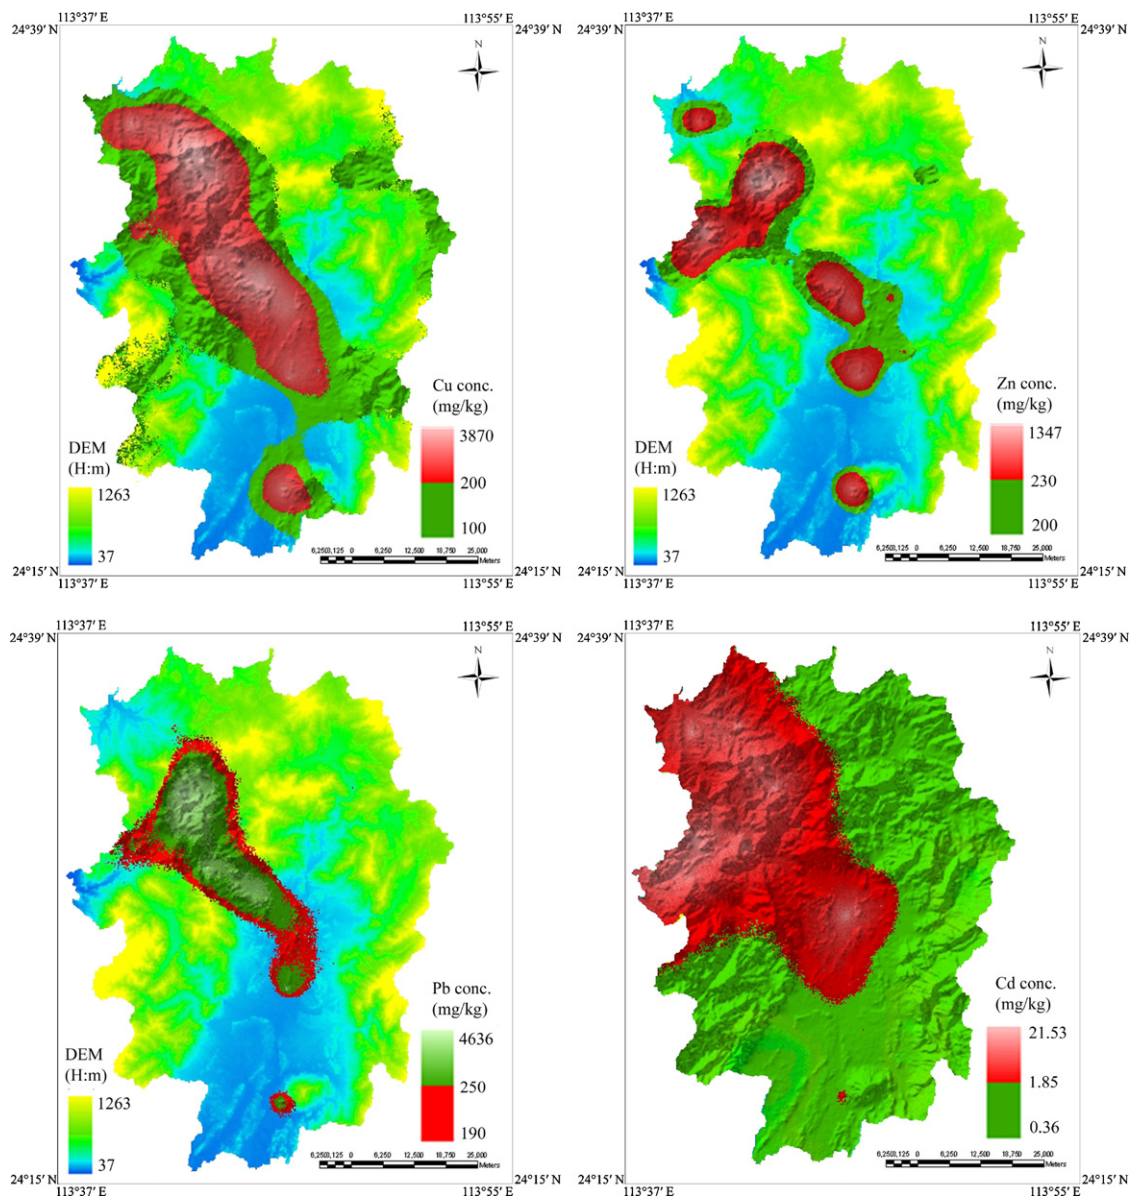 113°37′ E
113°55′ E
24°39′ N
24°39′ N
N
Cu conc.
(mg/kg)
3870
200
100
DEM
(H:m)
1263
37
6,250 3,125 0 6,250 12,500 18,750 25,000
Meters
24°15′ N
24°15′ N
113°37′ E
113°55′ E
113°37′ E
113°55′ E
24°39′ N
24°39′ N
N
Zn conc.
(mg/kg)
1347
230
200
DEM
(H:m)
1263
37
6,250 3,125 0 6,250 12,500 18,750 25,000
Meters
24°15′ N
24°15′ N
113°37′ E
113°55′ E
113°37′ E
113°55′ E
24°39′ N
24°39′ N
N
Pb conc.
(mg/kg)
4636
250
190
DEM
(H:m)
1263
37
6,250 3,125 0 6,250 12,500 18,750 25,000
Meters
24°15′ N
24°15′ N
113°37′ E
113°55′ E
113°37′ E
113°55′ E
24°39′ N
24°39′ N
N
Cd conc.
(mg/kg)
21.53
1.85
0.36
6,250 3,125 0 6,250 12,500 18,750 25,000
Meters
24°15′ N
24°15′ N
113°37′ E
113°55′ E